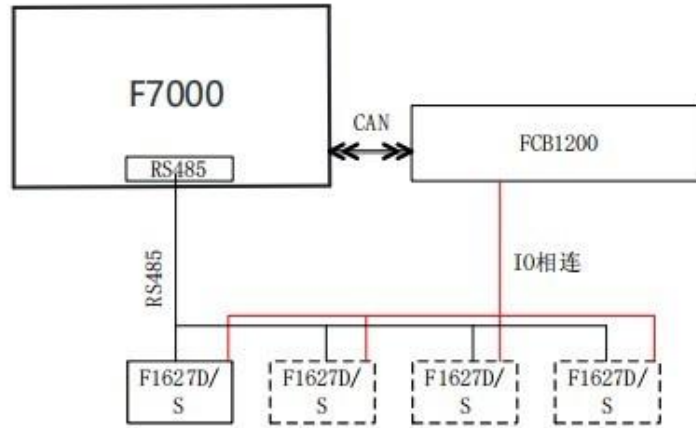 F7000
CAN
FCB1200
RS485
RS485
IO相连
F1627D/
S
F1627D/
S
F1627D/
S
F1627D/
S